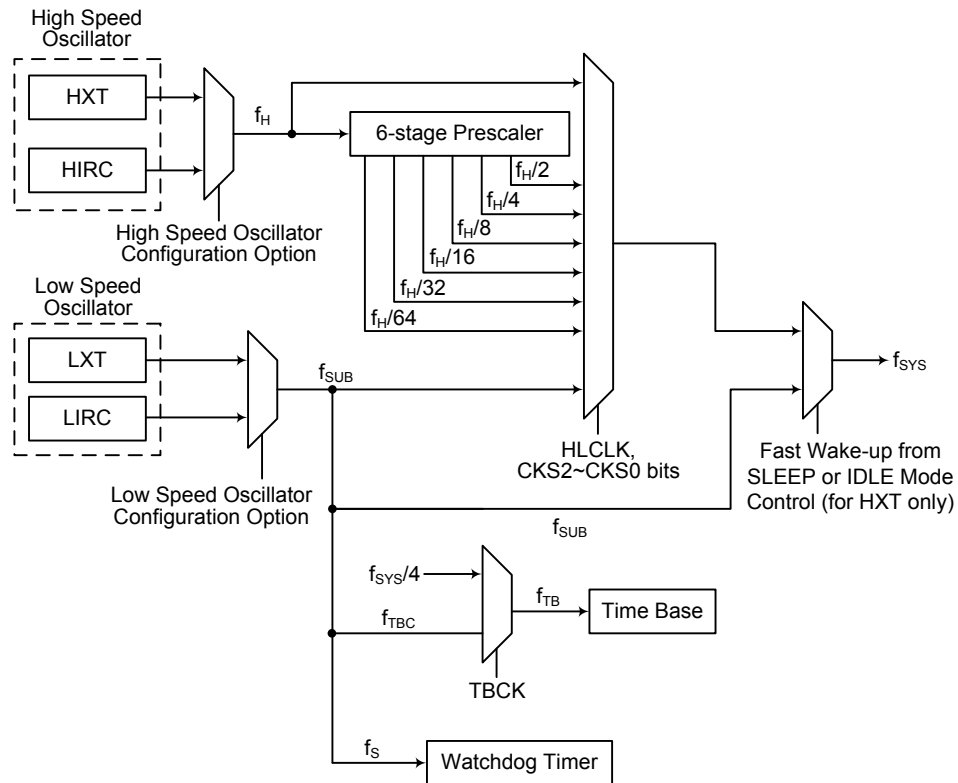 High Speed
Oscillator
HXT
HIRC
f_H
6-stage Prescaler
f_H/2
f_H/4
f_H/8
f_H/16
f_H/32
f_H/64
High Speed Oscillator
Configuration Option
Low Speed
Oscillator
LXT
LIRC
f_SUB
f_SYS
HLCLK,
CKS2~CKS0 bits
Fast Wake-up from
SLEEP or IDLE Mode
Control (for HXT only)
Low Speed Oscillator
Configuration Option
f_SUB
f_SYS/4
f_TBC
f_TB
Time Base
TBCK
f_S
Watchdog Timer